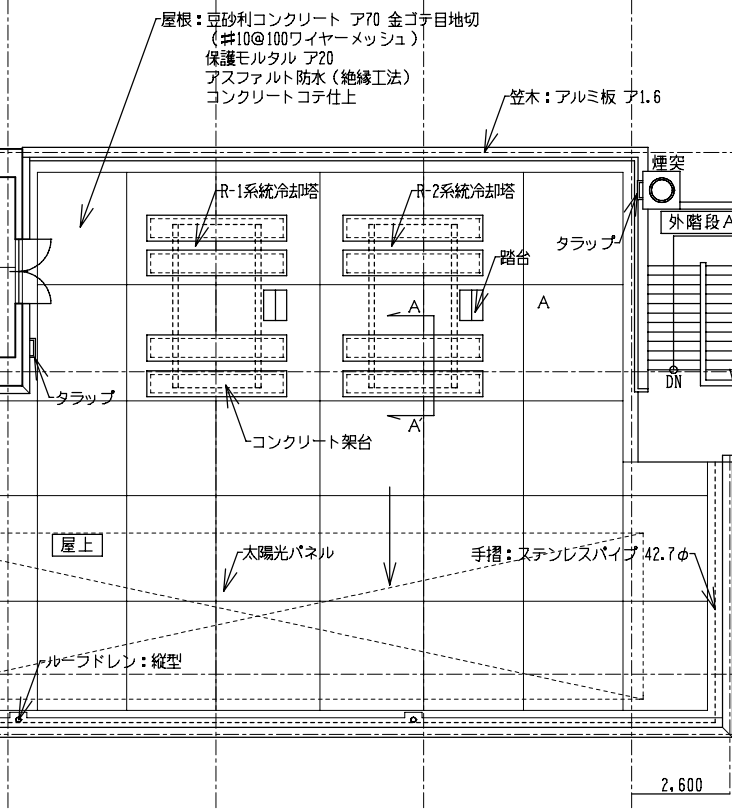 屋根：豆砂利コンクリート ア70 金ゴテ目地切
（＃10@100ワイヤーメッシュ）
保護モルタル ア20
アスファルト防水（絶縁工法）
コンクリートコテ仕上
笠木：アルミ板 ア1.6
煙突
R-1系統冷却塔
R-2系統冷却塔
外階段A
タラップ
踏台
A
A
DN
タラップ
A'
コンクリート架台
屋上
太陽光パネル
手摺：ステンレスパイプ 42.7φ
ルーフドレン：縦型
2,600